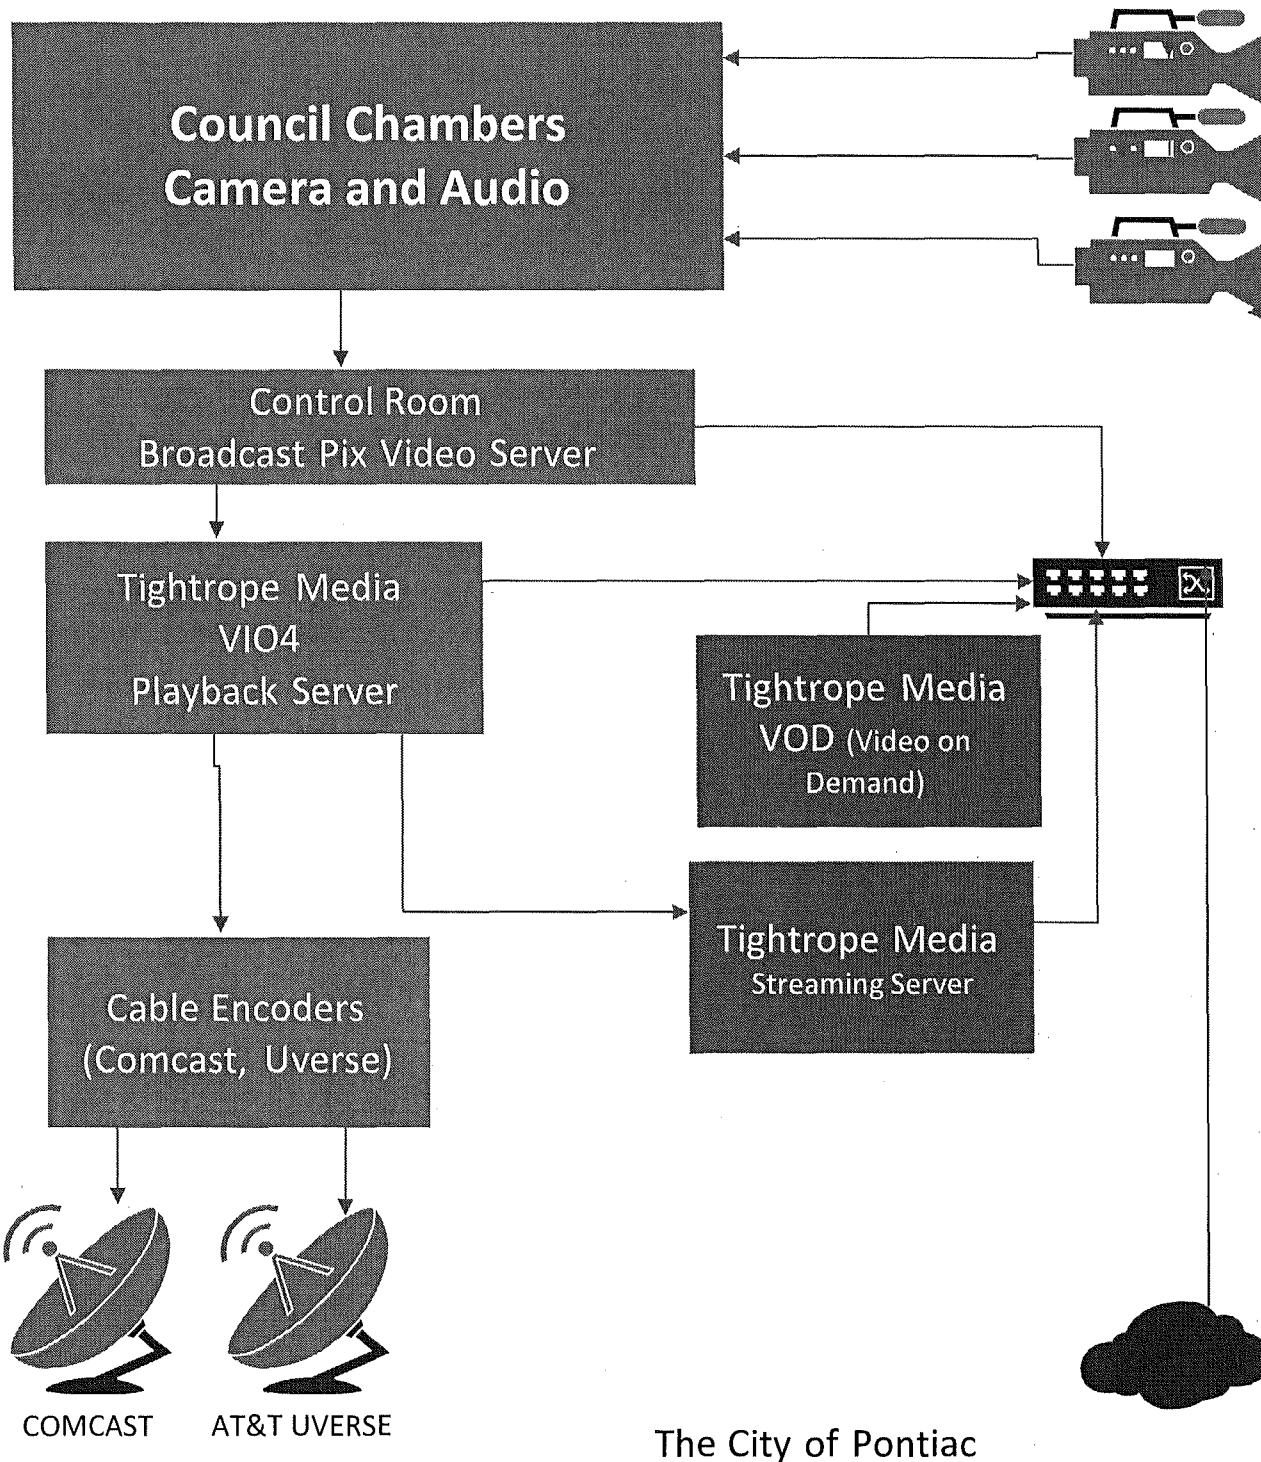 Council Chambers
Camera and Audio
Control Room
Broadcast Pix Video Server
Tightrope Media
VIO4
Playback Server
Tightrope Media
VOD (Video on
Demand)
Tightrope Media
Streaming Server
Cable Encoders
(Comcast, Uverse)
COMCAST
AT&T UVERSE
The City of Pontiac